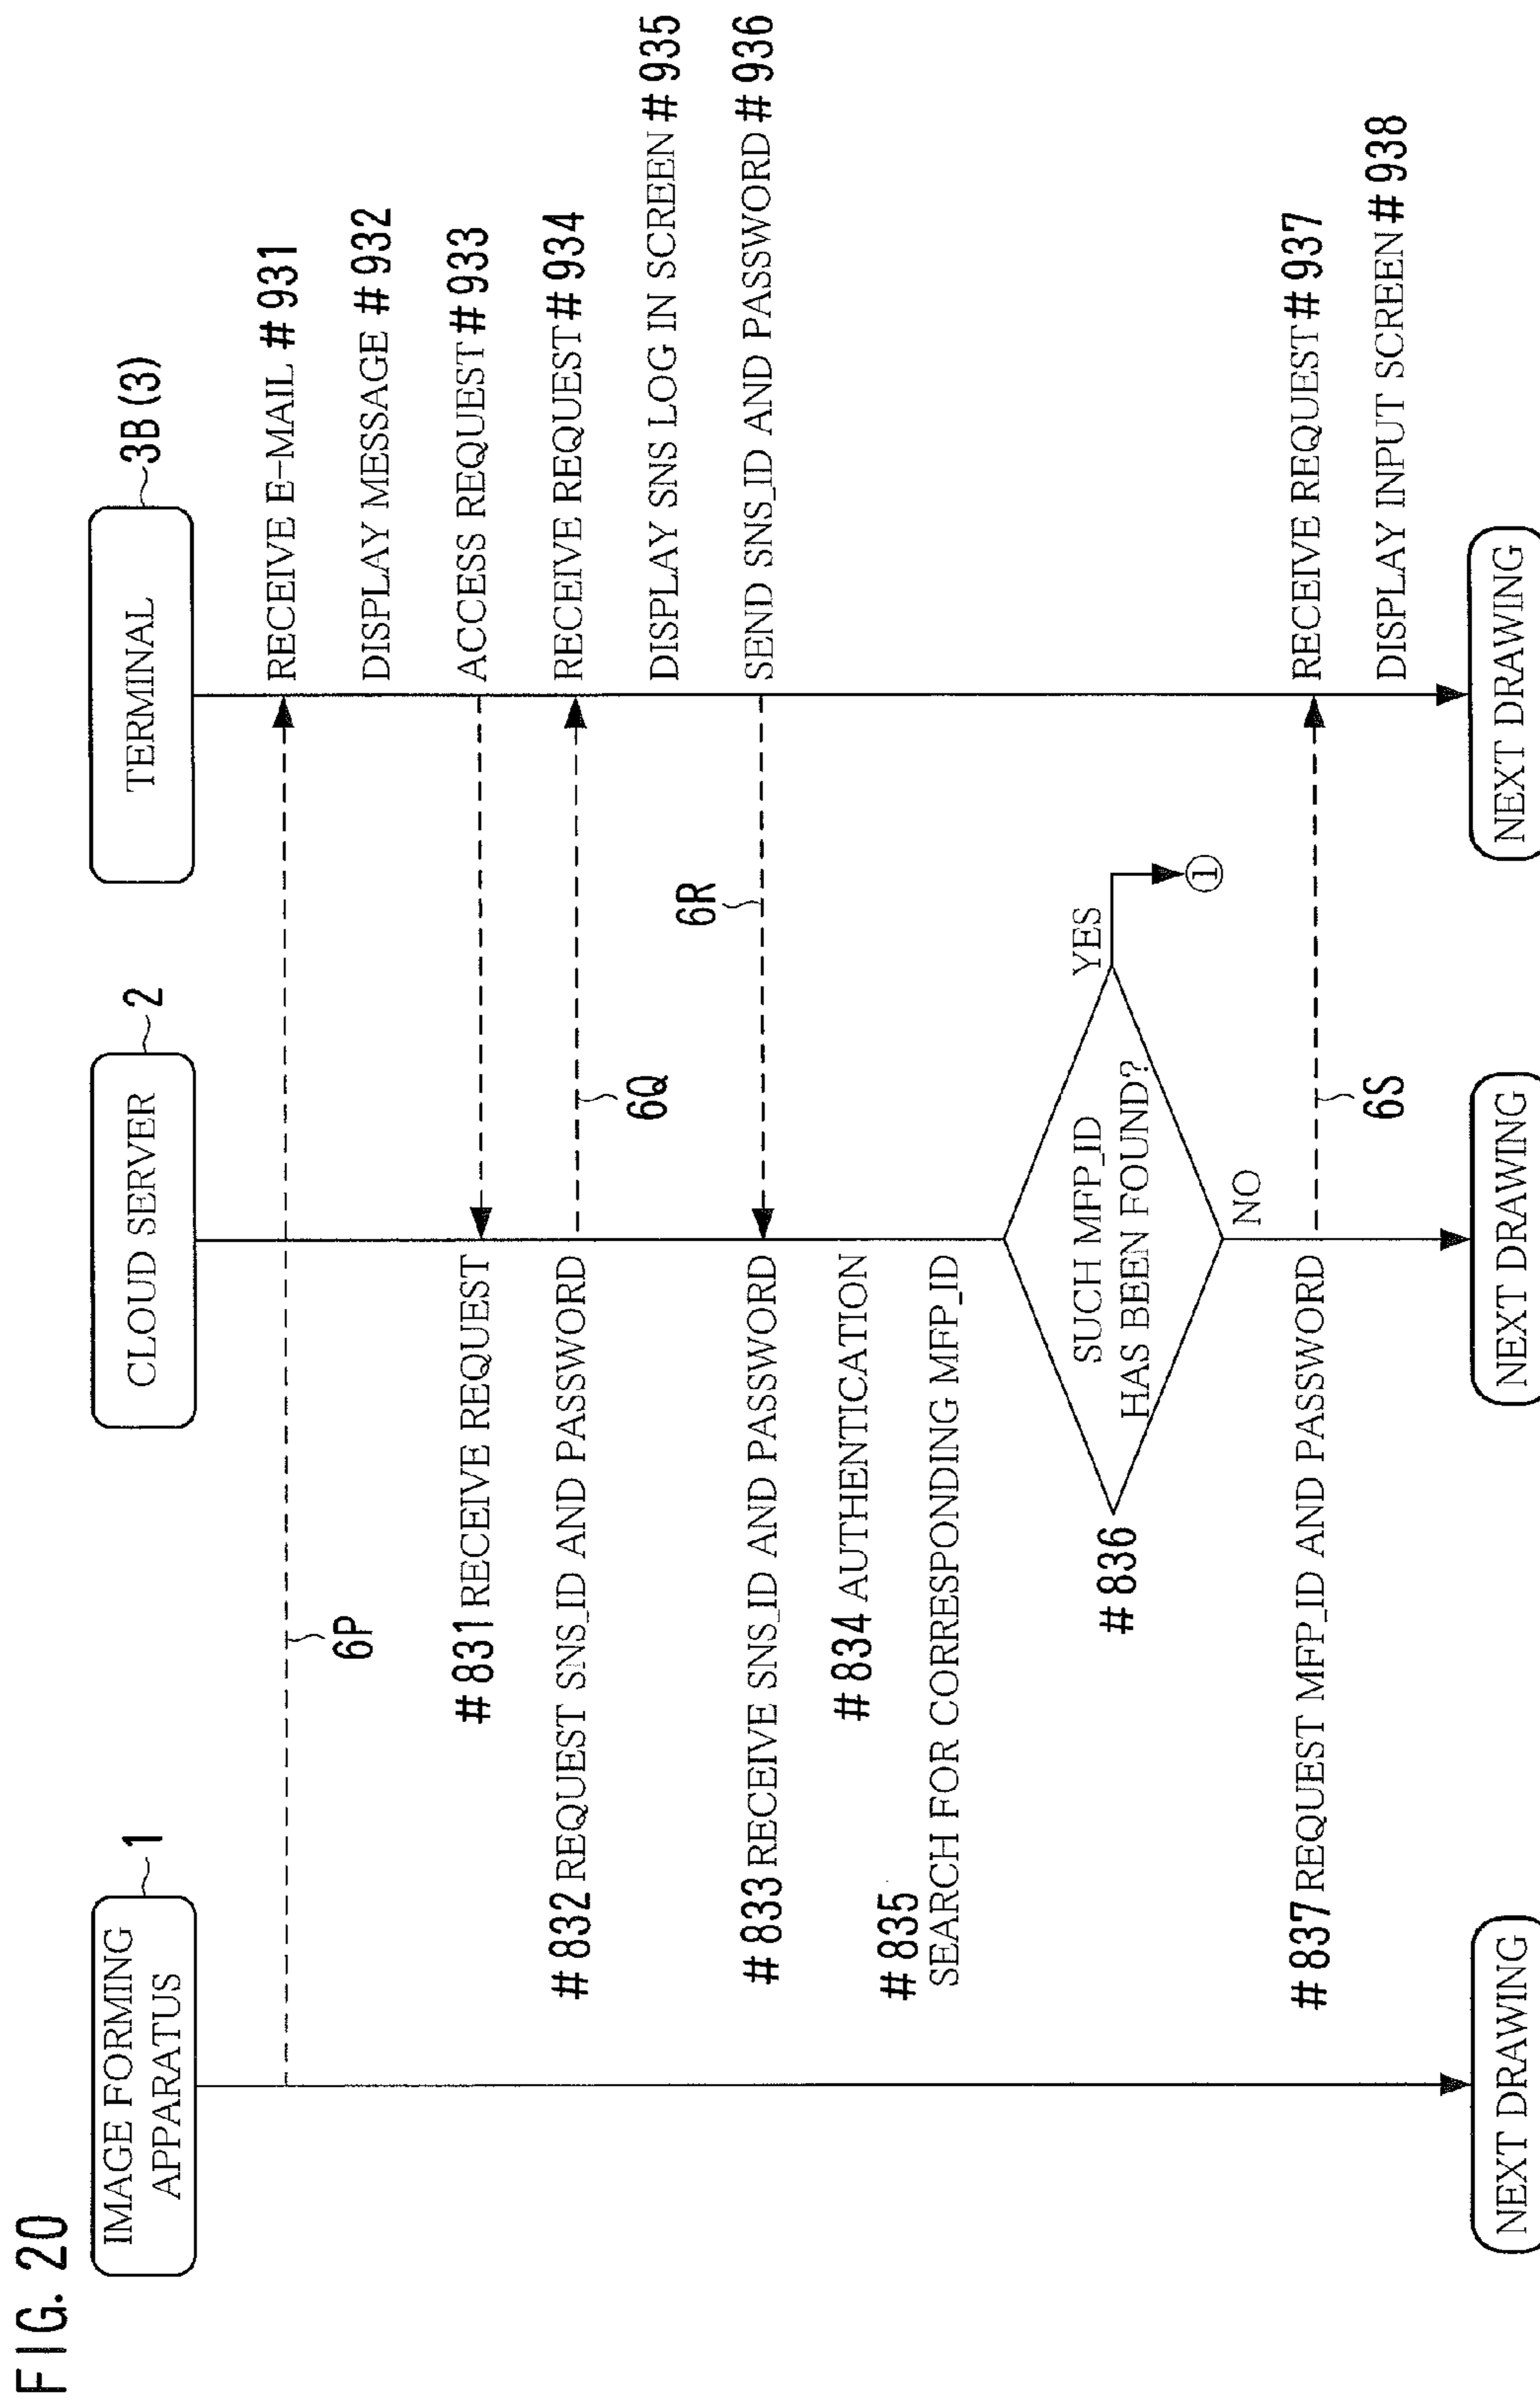 FIG. 20
IMAGE FORMING
APPARATUS
1
CLOUD SERVER
2
TERMINAL
3B (3)
6P
RECEIVE E-MAIL #931
DISPLAY MESSAGE #932
ACCESS REQUEST #933
#831 RECEIVE REQUEST
#832 REQUEST SNS_ID AND PASSWORD
6Q
RECEIVE REQUEST #934
DISPLAY SNS LOG IN SCREEN #935
SEND SNS_ID AND PASSWORD #936
6R
#833 RECEIVE SNS_ID AND PASSWORD
#834 AUTHENTICATION
#835
SEARCH FOR CORRESPONDING MFP_ID
#836
SUCH MFP_ID
HAS BEEN FOUND?
YES
①
NO
#837 REQUEST MFP_ID AND PASSWORD
6S
RECEIVE REQUEST #937
DISPLAY INPUT SCREEN #938
NEXT DRAWING
NEXT DRAWING
NEXT DRAWING